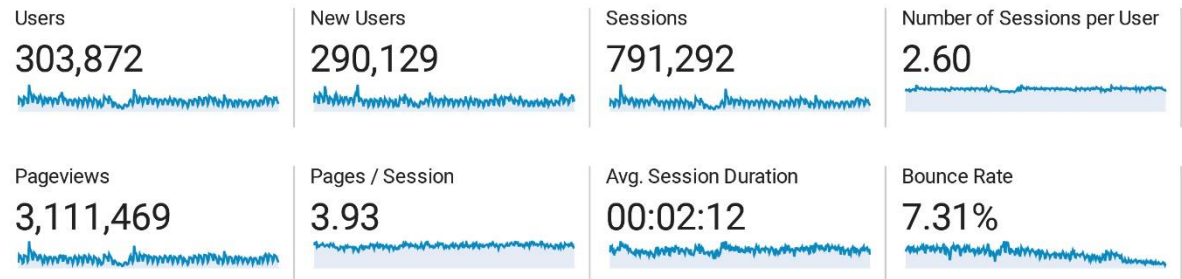 Users
303,872
New Users
290,129
Sessions
791,292
Number of Sessions per User
2.60
Pageviews
3,111,469
Pages / Session
3.93
Avg. Session Duration
00:02:12
Bounce Rate
7.31%